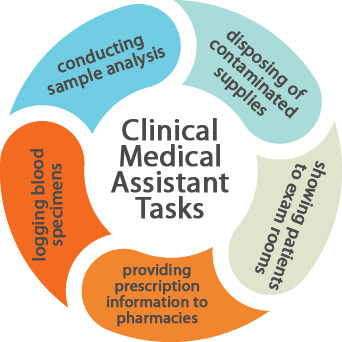 Clinical
Medical
Assistant
Tasks
conducting
sample analysis
disposing of
contaminated
supplies
showing patients
to exam rooms
providing
prescription
information to
pharmacies
logging blood
specimens